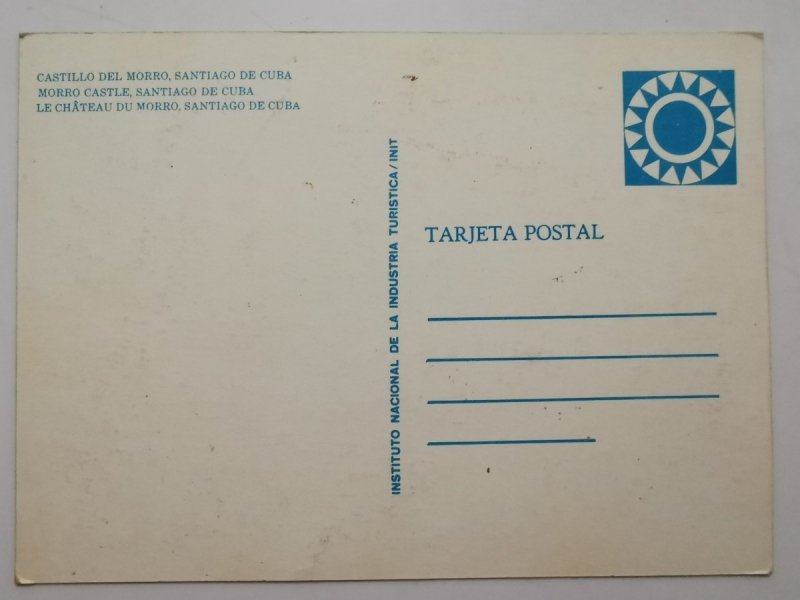 CASTILLO DEL MORRO, SANTIAGO DE CUBA
MORRO CASTLE, SANTIAGO DE CUBA
LE CHÂTEAU DU MORRO, SANTIAGO DE CUBA
INSTITUTO NACIONAL DE LA INDUSTRIA TURISTICA/INIT
TARJETA POSTAL